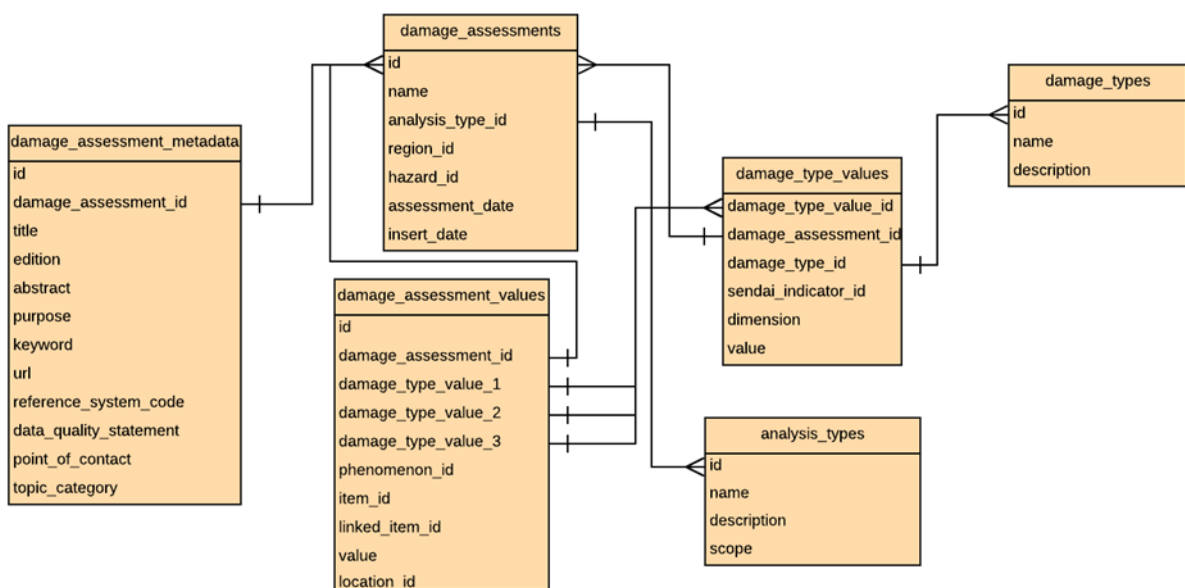 damage_assessments
id
name
analysis_type_id
region_id
hazard_id
assessment_date
insert_date
damage_types
id
name
description
damage_assessment_metadata
id
damage_assessment_id
title
edition
abstract
purpose
keyword
url
reference_system_code
data_quality_statement
point_of_contact
topic_category
damage_type_values
damage_type_value_id
damage_assessment_id
damage_type_id
sendai_indicator_id
dimension
value
damage_assessment_values
id
damage_assessment_id
damage_type_value_1
damage_type_value_2
damage_type_value_3
phenomenon_id
item_id
linked_item_id
value
location_id
analysis_types
id
name
description
scope